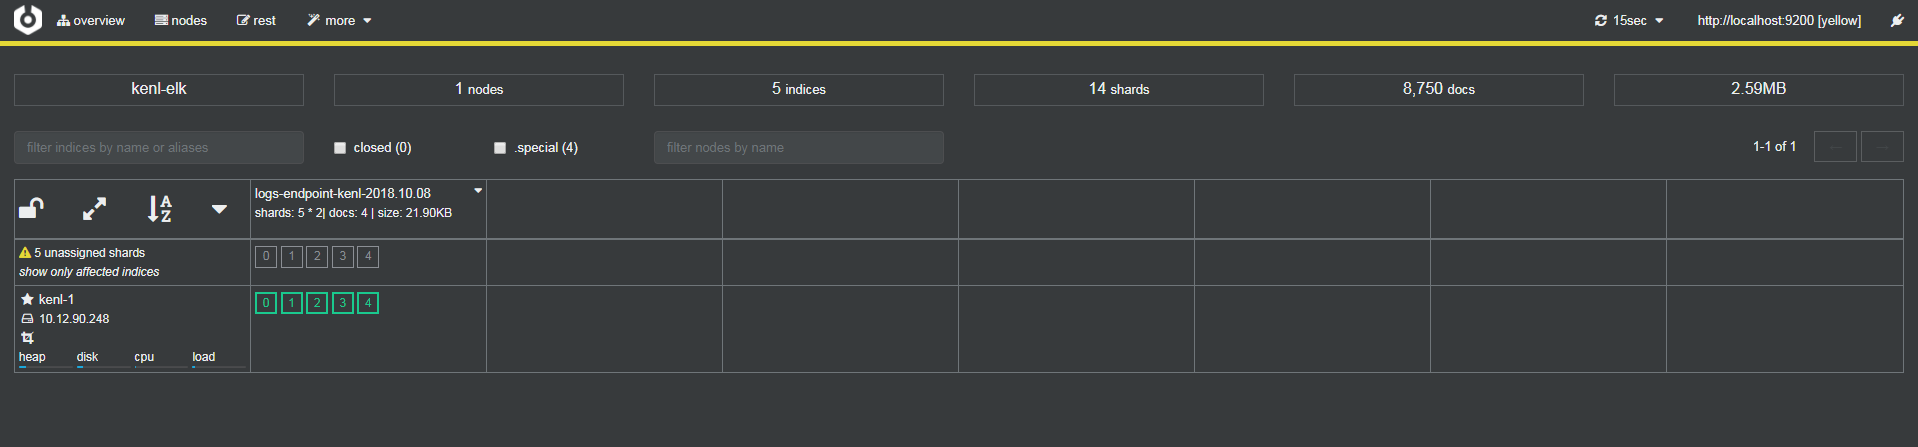 overview nodes rest more 15sec http://localhost:9200 [yellow]
kenl-elk 1 nodes 5 indices 14 shards 8,750 docs 2.59MB
filter indices by name or aliases closed (0) .special (4) filter nodes by name 1-1 of 1
A
Z
logs-endpoint-kenl-2018.10.08
shards: 5 * 2| docs: 4 | size: 21.90KB
5 unassigned shards 0 1 2 3 4
show only affected indices
kenl-1 0 1 2 3 4
10.12.90.248
heap disk cpu load